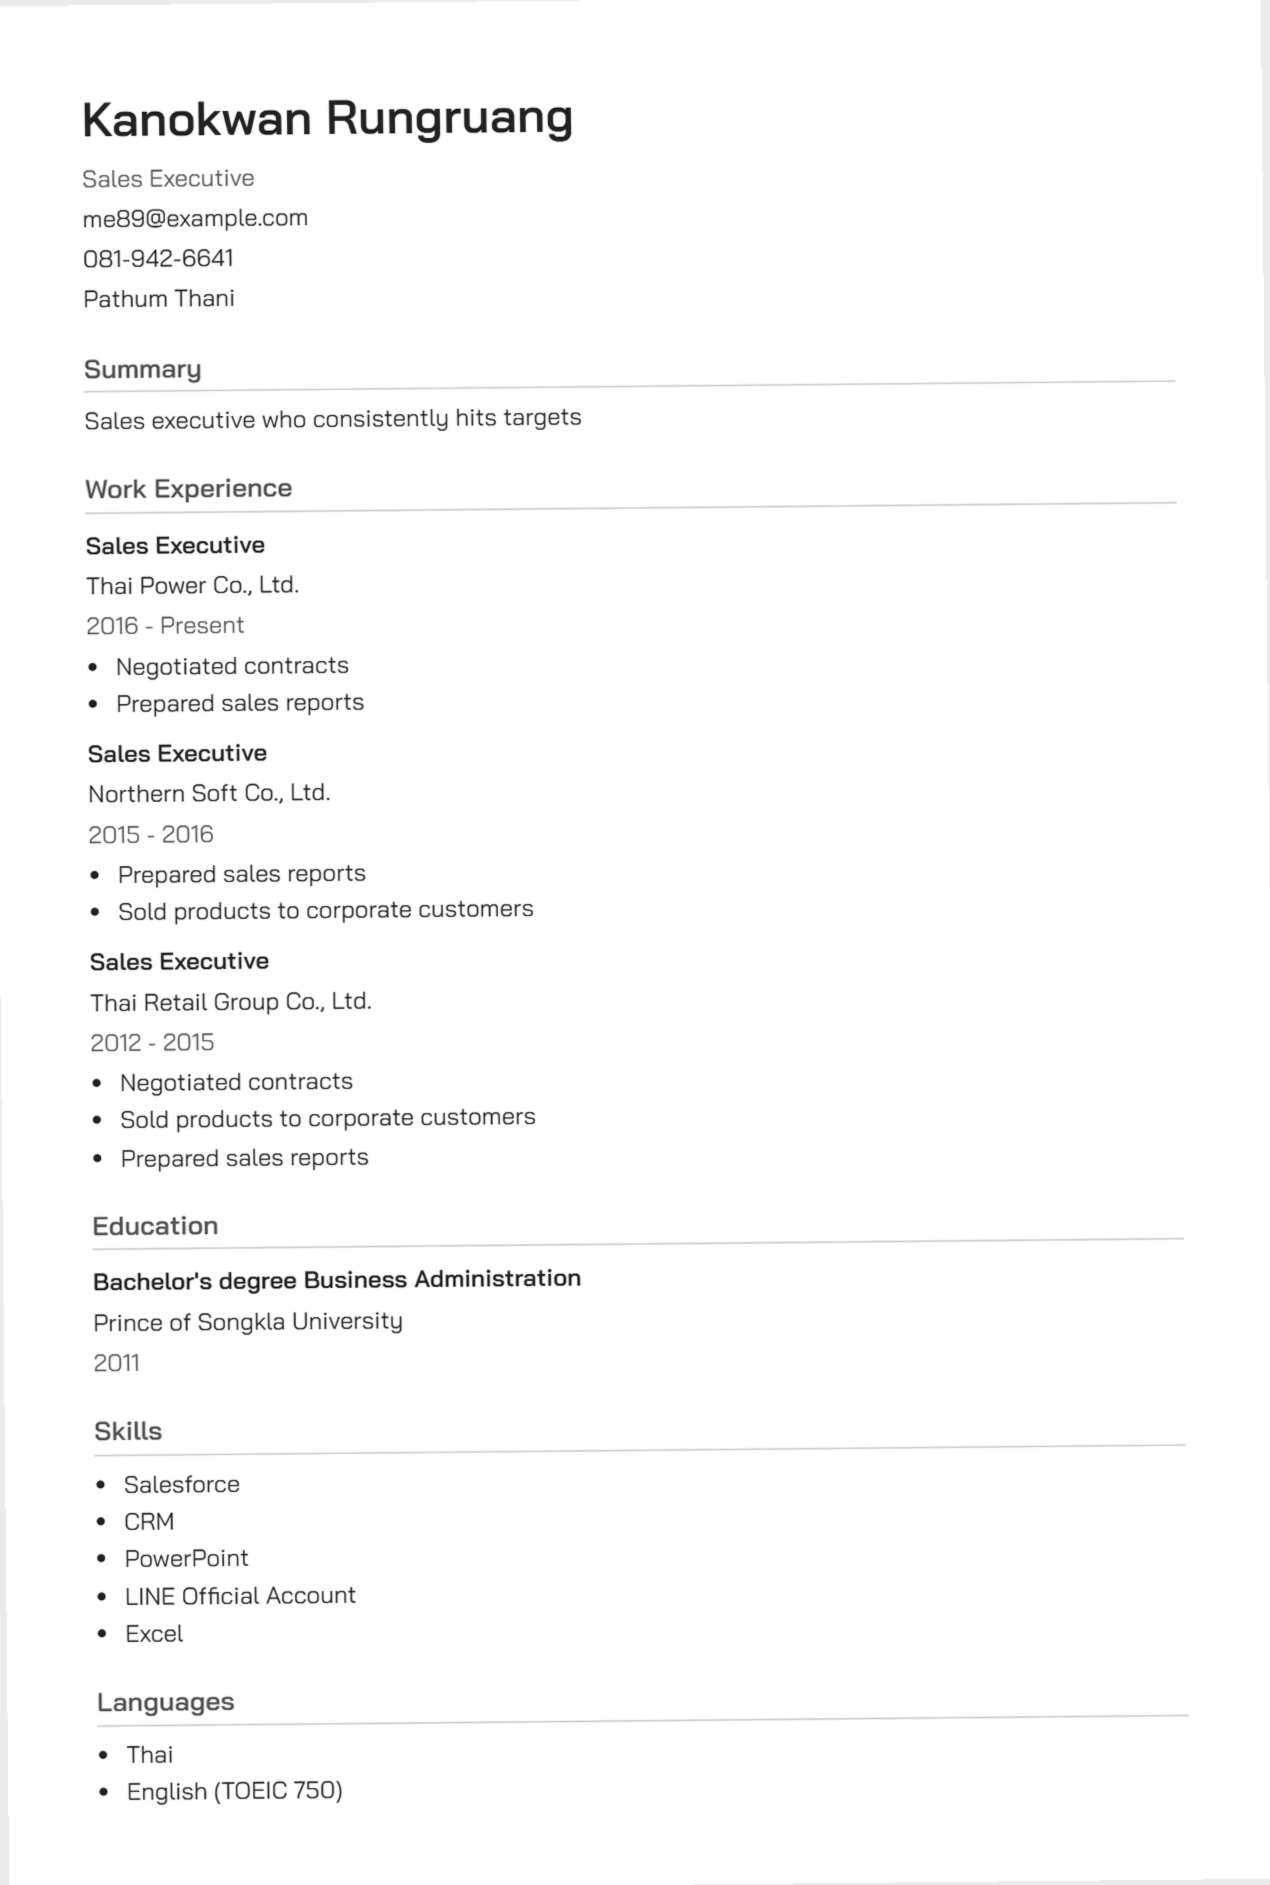 Kanokwan Rungruang
Sales Executive
me89@example.com
081-942-6641
Pathum Thani
Summary
Sales executive who consistently hits targets
Work Experience
Sales Executive
Thai Power Co., Ltd.
2016 - Present
• Negotiated contracts
• Prepared sales reports
Sales Executive
Northern Soft Co., Ltd.
2015 - 2016
• Prepared sales reports
• Sold products to corporate customers
Sales Executive
Thai Retail Group Co., Ltd.
2012 - 2015
• Negotiated contracts
• Sold products to corporate customers
• Prepared sales reports
Education
Bachelor's degree Business Administration
Prince of Songkla University
2011
Skills
• Salesforce
• CRM
• PowerPoint
• LINE Official Account
• Excel
Languages
• Thai
• English (TOEIC 750)